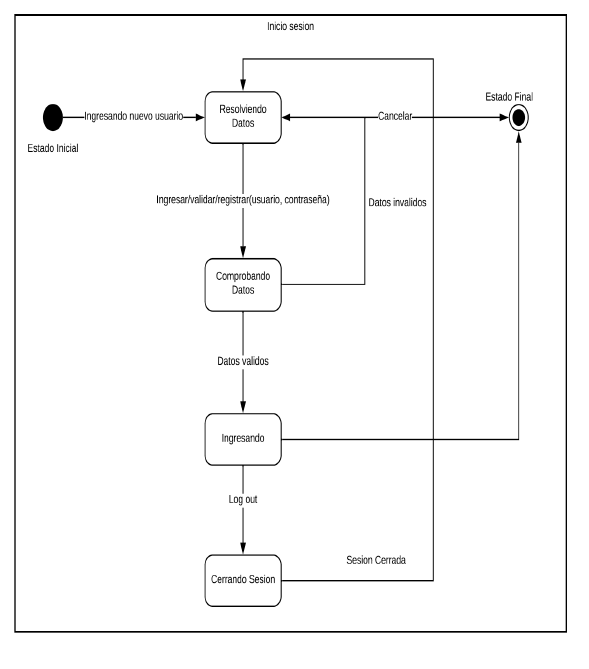 Inicio sesion
Estado Final
Ingresando nuevo usuario
Resolviendo
Datos
Cancelar
Estado Inicial
Ingresar/validar/registrar(usuario, contraseña)
Datos invalidos
Comprobando
Datos
Datos validos
Ingresando
Log out
Sesion Cerrada
Cerrando Sesion